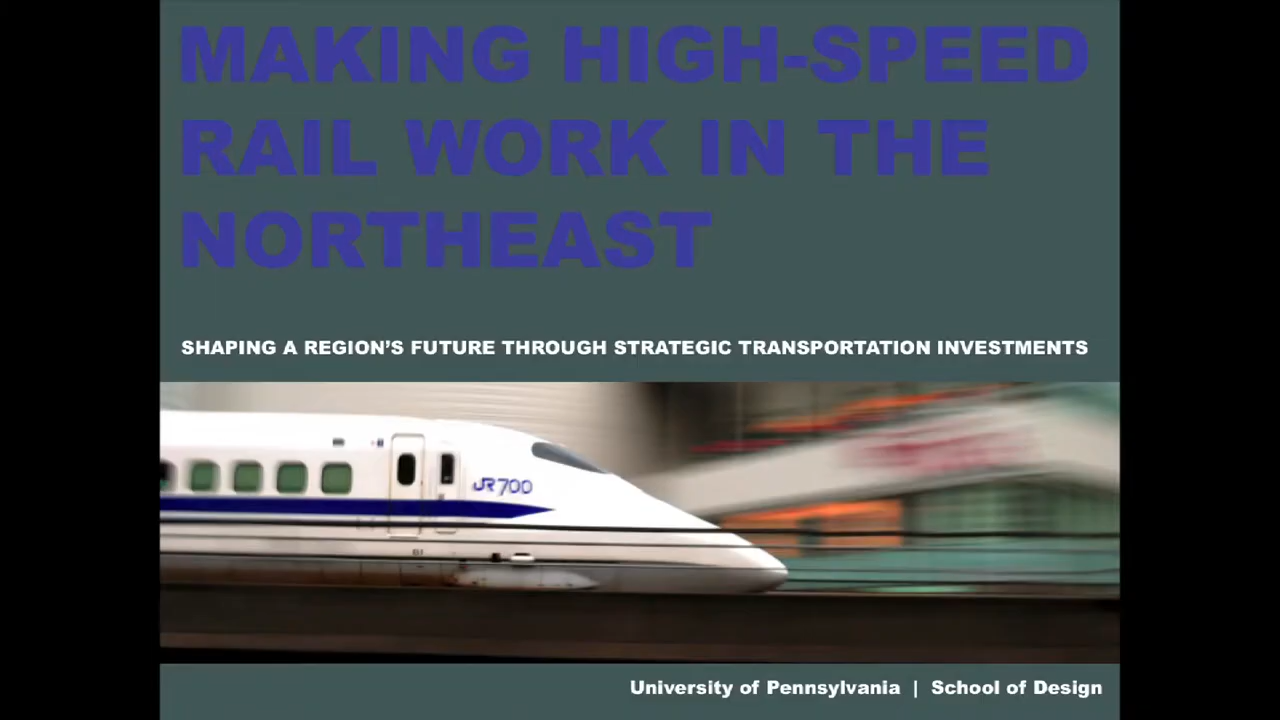 MAKING HIGH-SPEED
RAIL WORK IN THE
NORTHEAST
SHAPING A REGION’S FUTURE THROUGH STRATEGIC TRANSPORTATION INVESTMENTS
JR700
University of Pennsylvania | School of Design